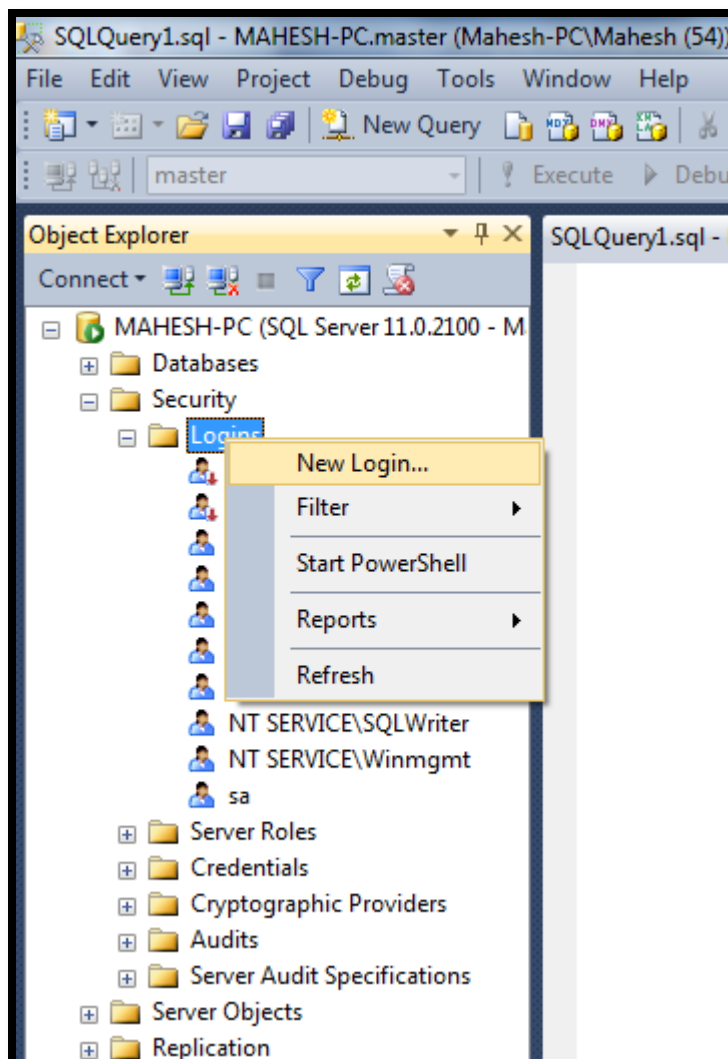 SQLQuery1.sql - MAHESH-PC.master (Mahesh-PC\Mahesh (54))
File Edit View Project Debug Tools Window Help
New Query
master Execute Debu
Object Explorer
SQLQuery1.sql -
Connect
MAHESH-PC (SQL Server 11.0.2100 - M
Databases
Security
Logins
New Login...
Filter
Start PowerShell
Reports
Refresh
NT SERVICE\SQLWriter
NT SERVICE\Winmgmt
sa
Server Roles
Credentials
Cryptographic Providers
Audits
Server Audit Specifications
Server Objects
Replication